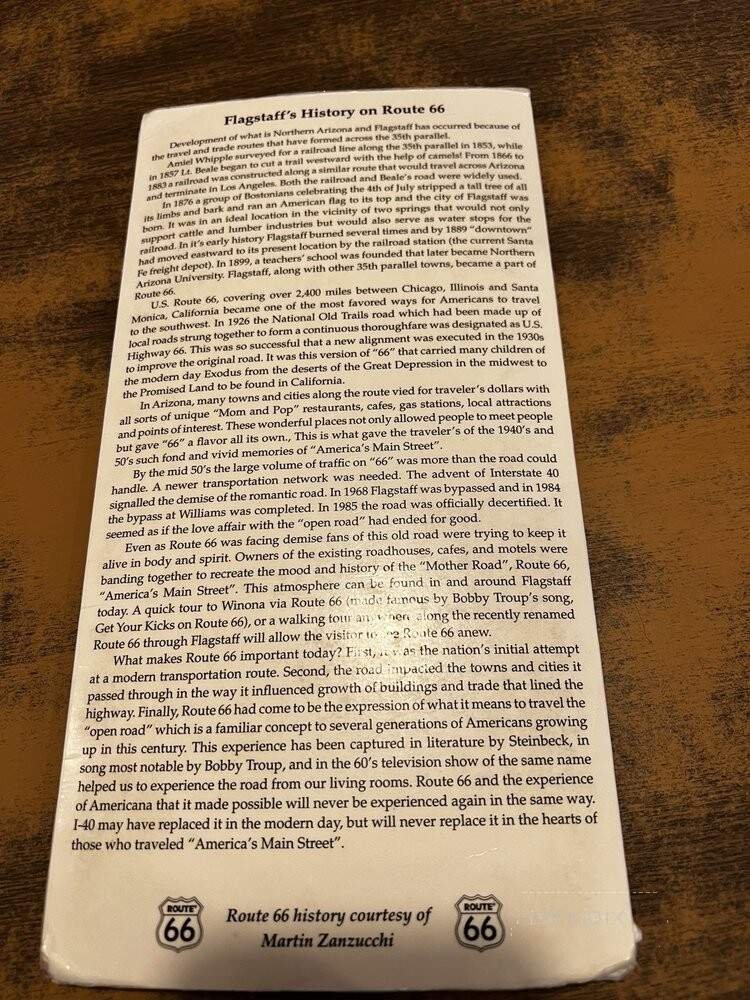 Flagstaff's History on Route 66
Development of what is Northern Arizona and Flagstaff has occurred because of
the travel and trade routes that have formed across the 35th parallel.
Amiel Whipple surveyed for a railroad line along the 35th parallel in 1853, while
in 1857 Lt. Beale began to cut a trail westward with the help of camels! From 1866 to
1883 a railroad was constructed along a similar route that would travel across Arizona
and terminate in Los Angeles. Both the railroad and Beale's road were widely used.
In 1876 a group of Bostonians celebrating the 4th of July stripped a tall tree of all
its limbs and bark and ran an American flag to its top and the city of Flagstaff was
born. It was in an ideal location in the vicinity of two springs that would not only
support cattle and lumber industries but would also serve as water stops for the
railroad. In it's early history Flagstaff burned several times and by 1889 "downtown"
had moved eastward to its present location by the railroad station (the current Santa
Fe freight depot). In 1899, a teachers' school was founded that later became Northern
Arizona University. Flagstaff, along with other 35th parallel towns, became a part of
Route 66.
U.S. Route 66, covering over 2,400 miles between Chicago, Illinois and Santa
Monica, California became one of the most favored ways for Americans to travel
to the southwest. In 1926 the National Old Trails road which had been made up of
local roads strung together to form a continuous thoroughfare was designated as U.S.
Highway 66. This was so successful that a new alignment was executed in the 1930s
to improve the original road. It was this version of "66" that carried many children of
the modern day Exodus from the deserts of the Great Depression in the midwest to
the Promised Land to be found in California.
In Arizona, many towns and cities along the route vied for traveler's dollars with
all sorts of unique "Mom and Pop" restaurants, cafes, gas stations, local attractions
and points of interest. These wonderful places not only allowed people to meet people
but gave "66" a flavor all its own., This is what gave the traveler's of the 1940's and
50's such fond and vivid memories of "America's Main Street".
By the mid 50's the large volume of traffic on "66" was more than the road could
handle. A newer transportation network was needed. The advent of Interstate 40
signalled the demise of the romantic road. In 1968 Flagstaff was bypassed and in 1984
the bypass at Williams was completed. In 1985 the road was officially decertified. It
seemed as if the love affair with the "open road" had ended for good.
Even as Route 66 was facing demise fans of this old road were trying to keep it
alive in body and spirit. Owners of the existing roadhouses, cafes, and motels were
banding together to recreate the mood and history of the "Mother Road", Route 66,
"America's Main Street". This atmosphere can be found in and around Flagstaff
today. A quick tour to Winona via Route 66 (made famous by Bobby Troup's song,
Get Your Kicks on Route 66), or a walking tour anywhere along the recently renamed
Route 66 through Flagstaff will allow the visitor to see Route 66 anew.
What makes Route 66 important today? First, it was the nation's initial attempt
at a modern transportation route. Second, the road impacted the towns and cities it
passed through in the way it influenced growth of buildings and trade that lined the
highway. Finally, Route 66 had come to be the expression of what it means to travel the
"open road" which is a familiar concept to several generations of Americans growing
up in this century. This experience has been captured in literature by Steinbeck, in
song most notable by Bobby Troup, and in the 60's television show of the same name
helped us to experience the road from our living rooms. Route 66 and the experience
of Americana that it made possible will never be experienced again in the same way.
I-40 may have replaced it in the modern day, but will never replace it in the hearts of
those who traveled "America's Main Street".
ROUTE 66
Route 66 history courtesy of
Martin Zanzucchi
ROUTE 66